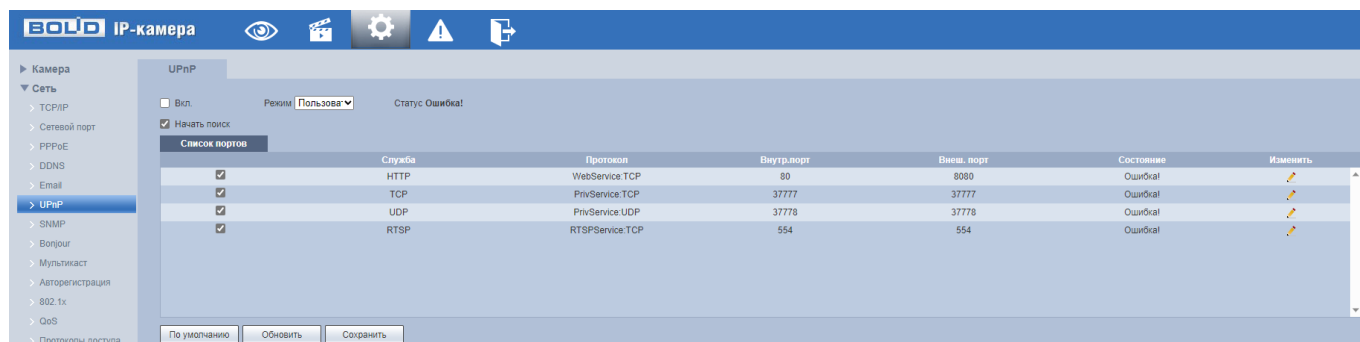 BOLID IP-камера
Камера
UPnP
Сеть
TCP/IP
Вкл. Режим Пользоват Статус Ошибка!
Сетевой порт
Начать поиск
PPPoE
Список портов
DDNS
Служба Протокол Внутр.порт Внеш. порт Состояние Изменить
Email
HTTP WebService:TCP 80 8080 Ошибка!
UPnP
TCP PrivService:TCP 37777 37777 Ошибка!
SNMP
UDP PrivService:UDP 37778 37778 Ошибка!
Bonjour
RTSP RTSPService:TCP 554 554 Ошибка!
Мультикаст
Авторегистрация
802.1x
QoS
Протоколы доступа
По умолчанию Обновить Сохранить